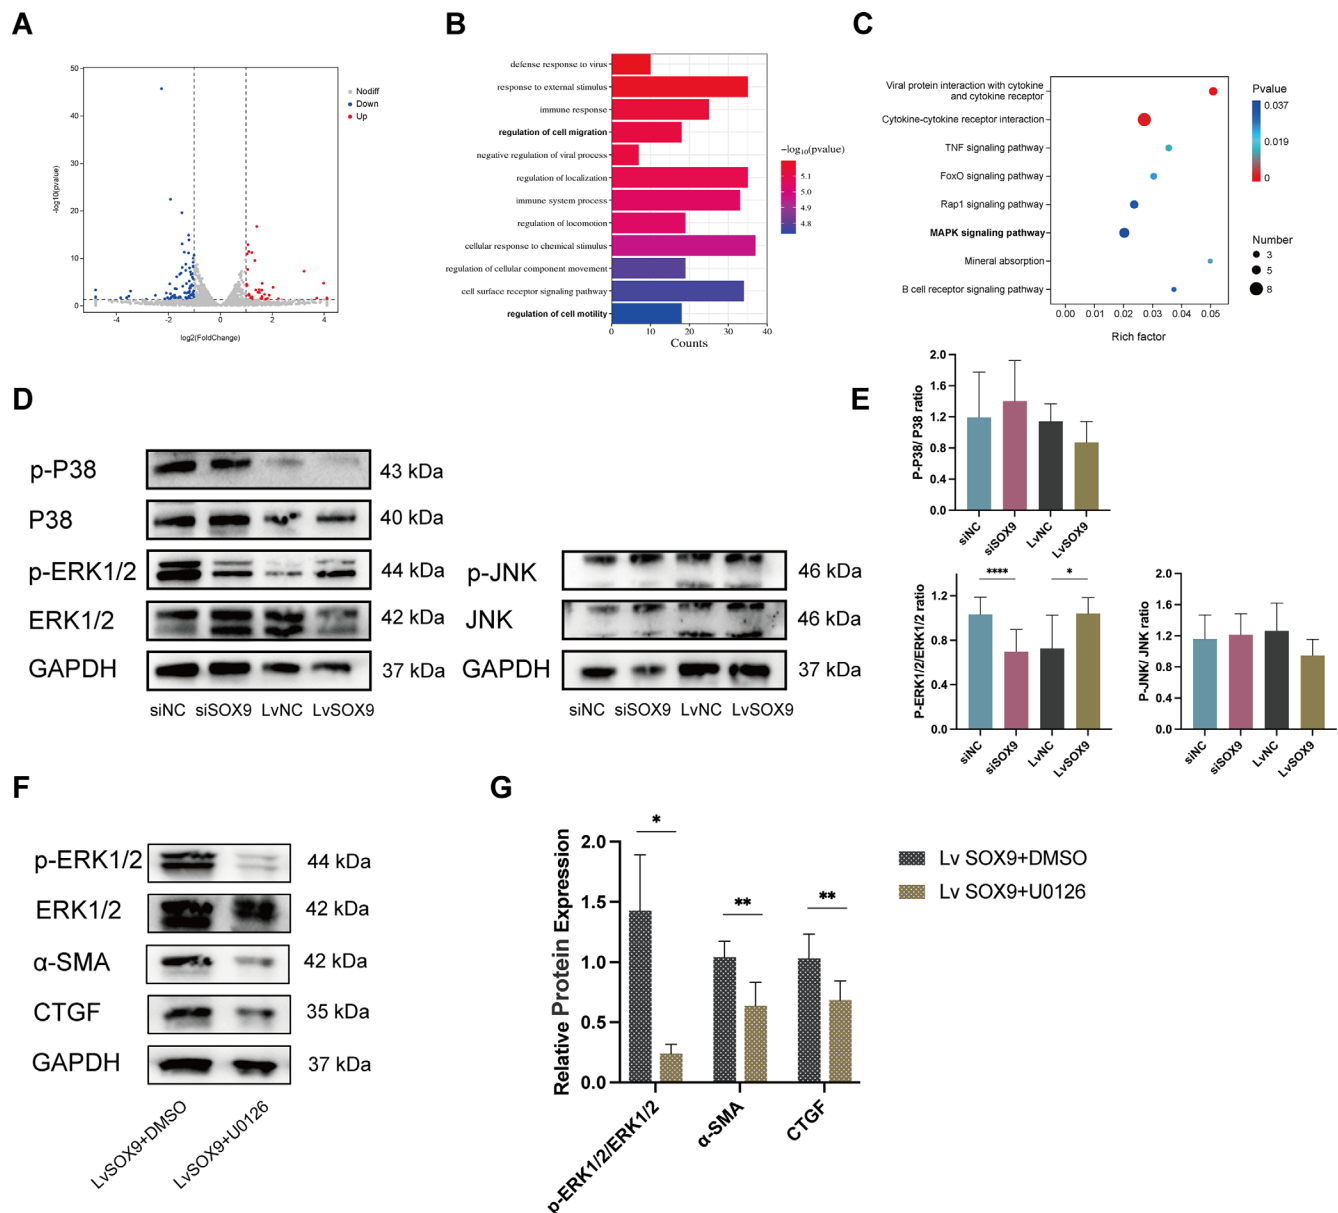 A
50
40
30
20
10
0
-log10(pvalue)
-4
-2
0
2
4
log2(FoldChange)
Nodiff
Down
Up
B
defense response to virus
response to external stimulus
immune response
regulation of cell migration
negative regulation of viral process
regulation of localization
immune system process
regulation of locomotion
cellular response to chemical stimulus
regulation of cellular component movement
cell surface receptor signaling pathway
regulation of cell motility
0
10
20
30
40
Counts
−log10(pvalue)
5.1
5.0
4.9
4.8
C
Viral protein interaction with cytokine
and cytokine receptor
Cytokine-cytokine receptor interaction
TNF signaling pathway
FoxO signaling pathway
Rap1 signaling pathway
MAPK signaling pathway
Mineral absorption
B cell receptor signaling pathway
0.00
0.01
0.02
0.03
0.04
0.05
Rich factor
Pvalue
0.037
0.019
0
Number
3
5
8
D
p-P38
43 kDa
P38
40 kDa
p-ERK1/2
44 kDa
ERK1/2
42 kDa
GAPDH
37 kDa
siNC siSOX9 LvNC LvSOX9
p-JNK
46 kDa
JNK
46 kDa
GAPDH
37 kDa
siNC siSOX9 LvNC LvSOX9
E
P-P38/ P38 ratio
2.0
1.6
1.2
0.8
0.4
0.0
siNC
siSOX9
LvNC
LvSOX9
P-ERK1/2/ERK1/2 ratio
1.2
0.8
0.4
0.0
****
*
siNC
siSOX9
LvNC
LvSOX9
P-JNK/ JNK ratio
2.0
1.6
1.2
0.8
0.4
0.0
siNC
siSOX9
LvNC
LvSOX9
F
p-ERK1/2
44 kDa
ERK1/2
42 kDa
α-SMA
42 kDa
CTGF
35 kDa
GAPDH
37 kDa
LvSOX9+DMSO
LvSOX9+U0126
G
Relative Protein Expression
2.0
1.5
1.0
0.5
0.0
*
**
**
p-ERK1/2/ERK1/2
α-SMA
CTGF
Lv SOX9+DMSO
Lv SOX9+U0126